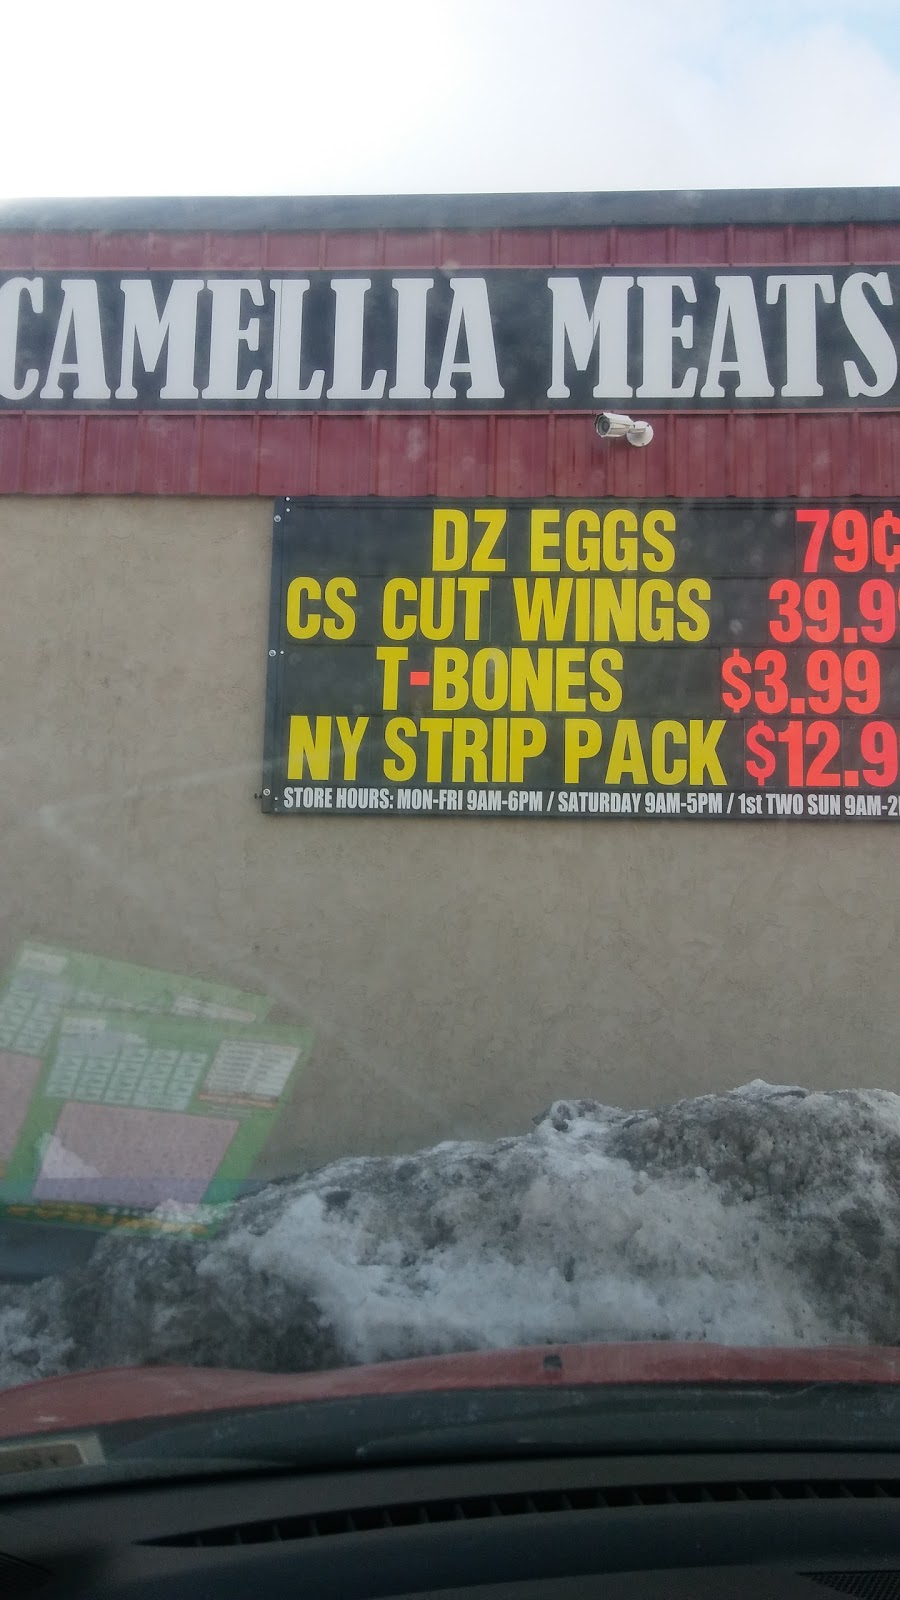 CAMELLIA MEATS
DZ EGGS 79¢
CS CUT WINGS 39.99
T-BONES $3.99
NY STRIP PACK $12.9
STORE HOURS: MON-FRI 9AM-6PM / SATURDAY 9AM-5PM / 1st TWO SUN 9AM-2